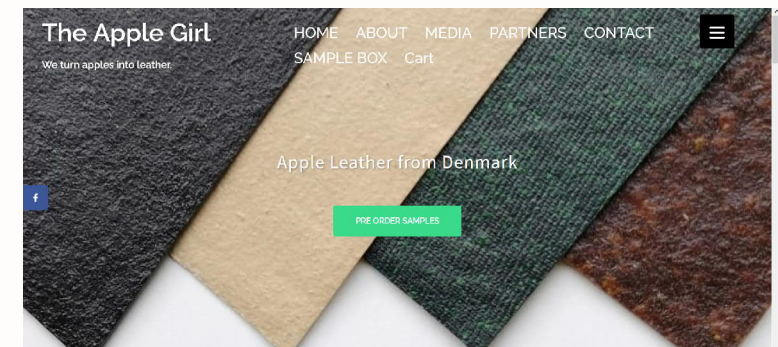 The Apple Girl
We turn apples into leather.
HOME ABOUT MEDIA PARTNERS CONTACT
SAMPLE BOX Cart
Apple Leather from Denmark
f
PRE ORDER SAMPLES